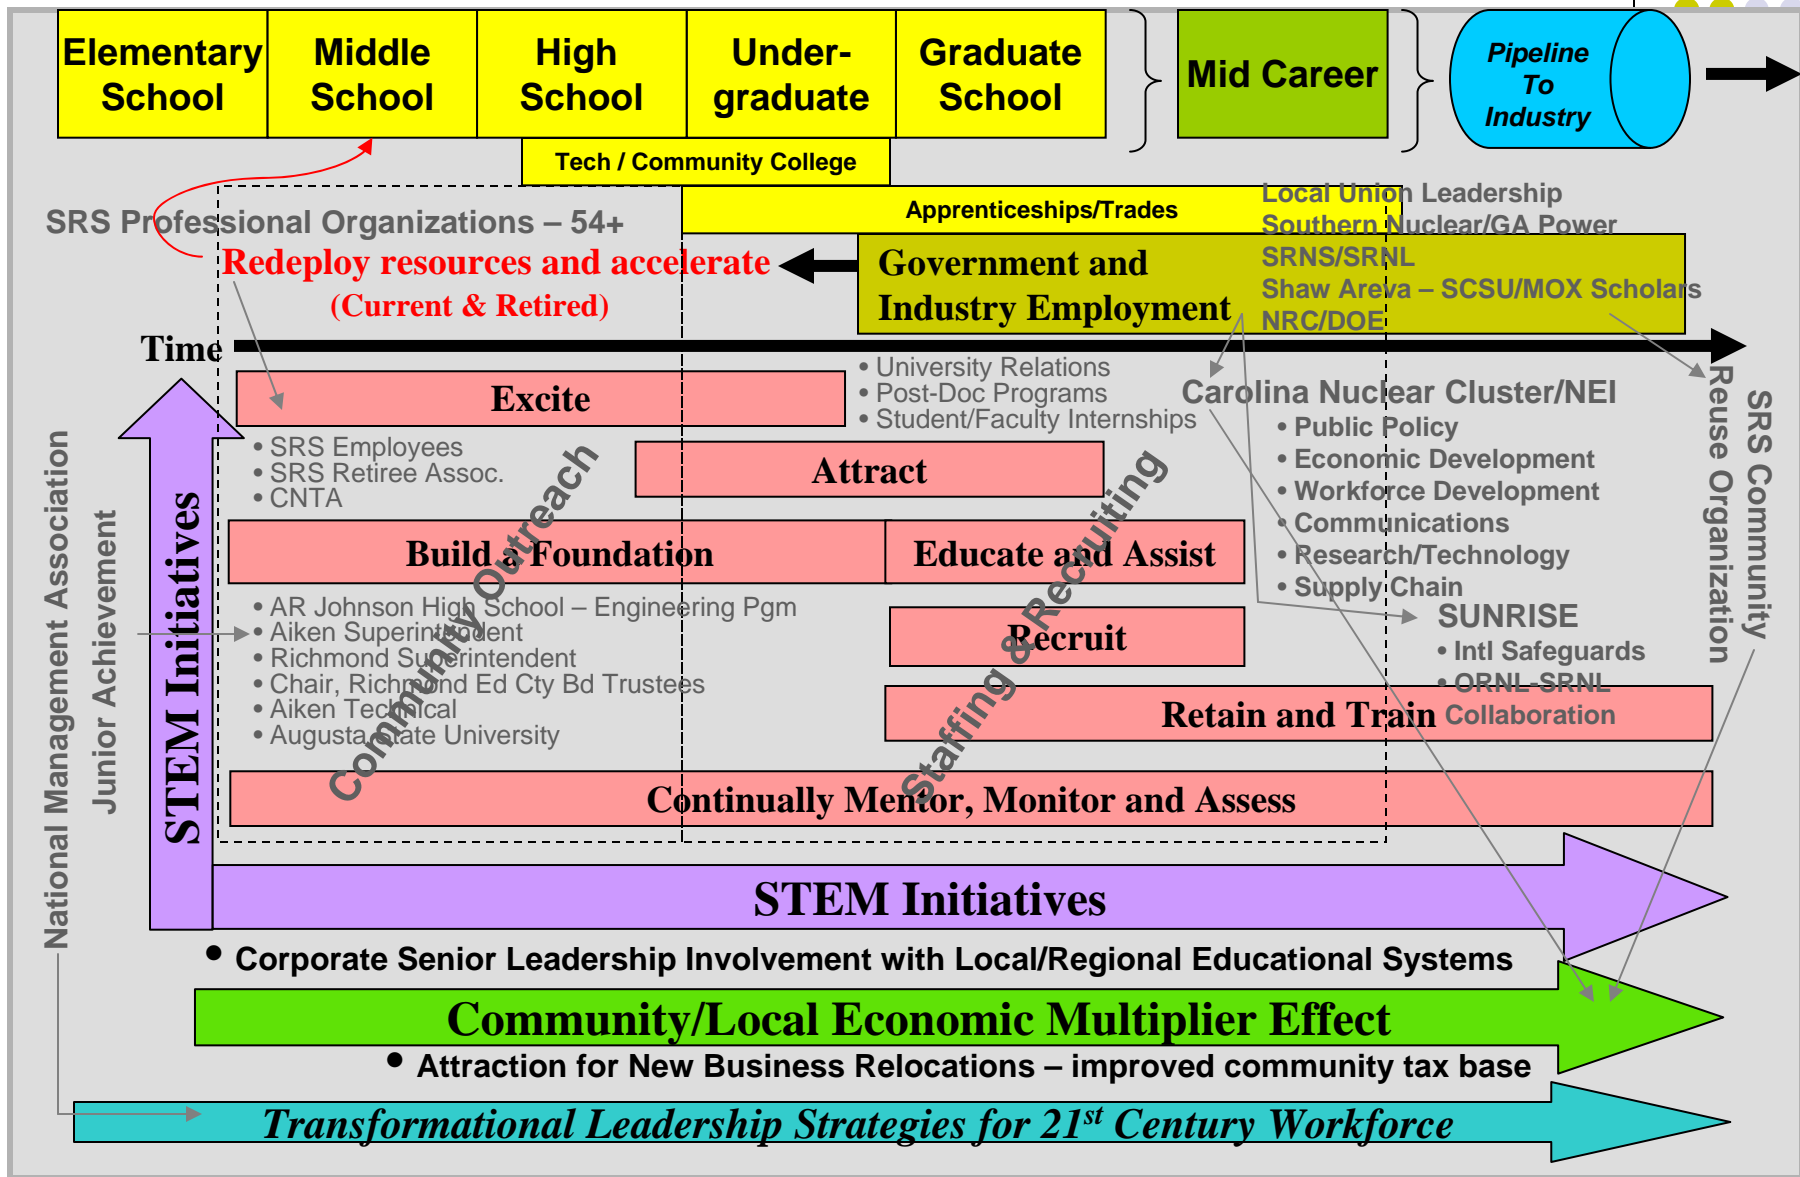 Elementary
School
Middle
School
High
School
Under-
graduate
Graduate
School
Mid Career
Pipeline
To
Industry
Tech / Community College
Apprenticeships/Trades
SRS Professional Organizations – 54+
Redeploy resources and accelerate
(Current & Retired)
Government and
Industry Employment
Local Union Leadership
Southern Nuclear/GA Power
SRNS/SRNL
Shaw Areva – SCSU/MOX Scholars
NRC/DOE
Time
Excite
• University Relations
• Post-Doc Programs
• Student/Faculty Internships
• SRS Employees
• SRS Retiree Assoc.
• CNTA
Attract
Carolina Nuclear Cluster/NEI
• Public Policy
• Economic Development
• Workforce Development
• Communications
• Research/Technology
• Supply Chain
SRS Community
Reuse Organization
National Management Association
Junior Achievement
STEM Initiatives
Build a Foundation
Educate and Assist
• AR Johnson High School – Engineering Pgm
• Aiken Superintendent
• Richmond Superintendent
• Chair, Richmond Ed Cty Bd Trustees
• Aiken Technical
• Augusta State University
Community Outreach
Staffing & Recruiting
Recruit
SUNRISE
• Intl Safeguards
• ORNL-SRNL
Collaboration
Retain and Train
Continually Mentor, Monitor and Assess
STEM Initiatives
• Corporate Senior Leadership Involvement with Local/Regional Educational Systems
Community/Local Economic Multiplier Effect
• Attraction for New Business Relocations – improved community tax base
Transformational Leadership Strategies for 21st Century Workforce